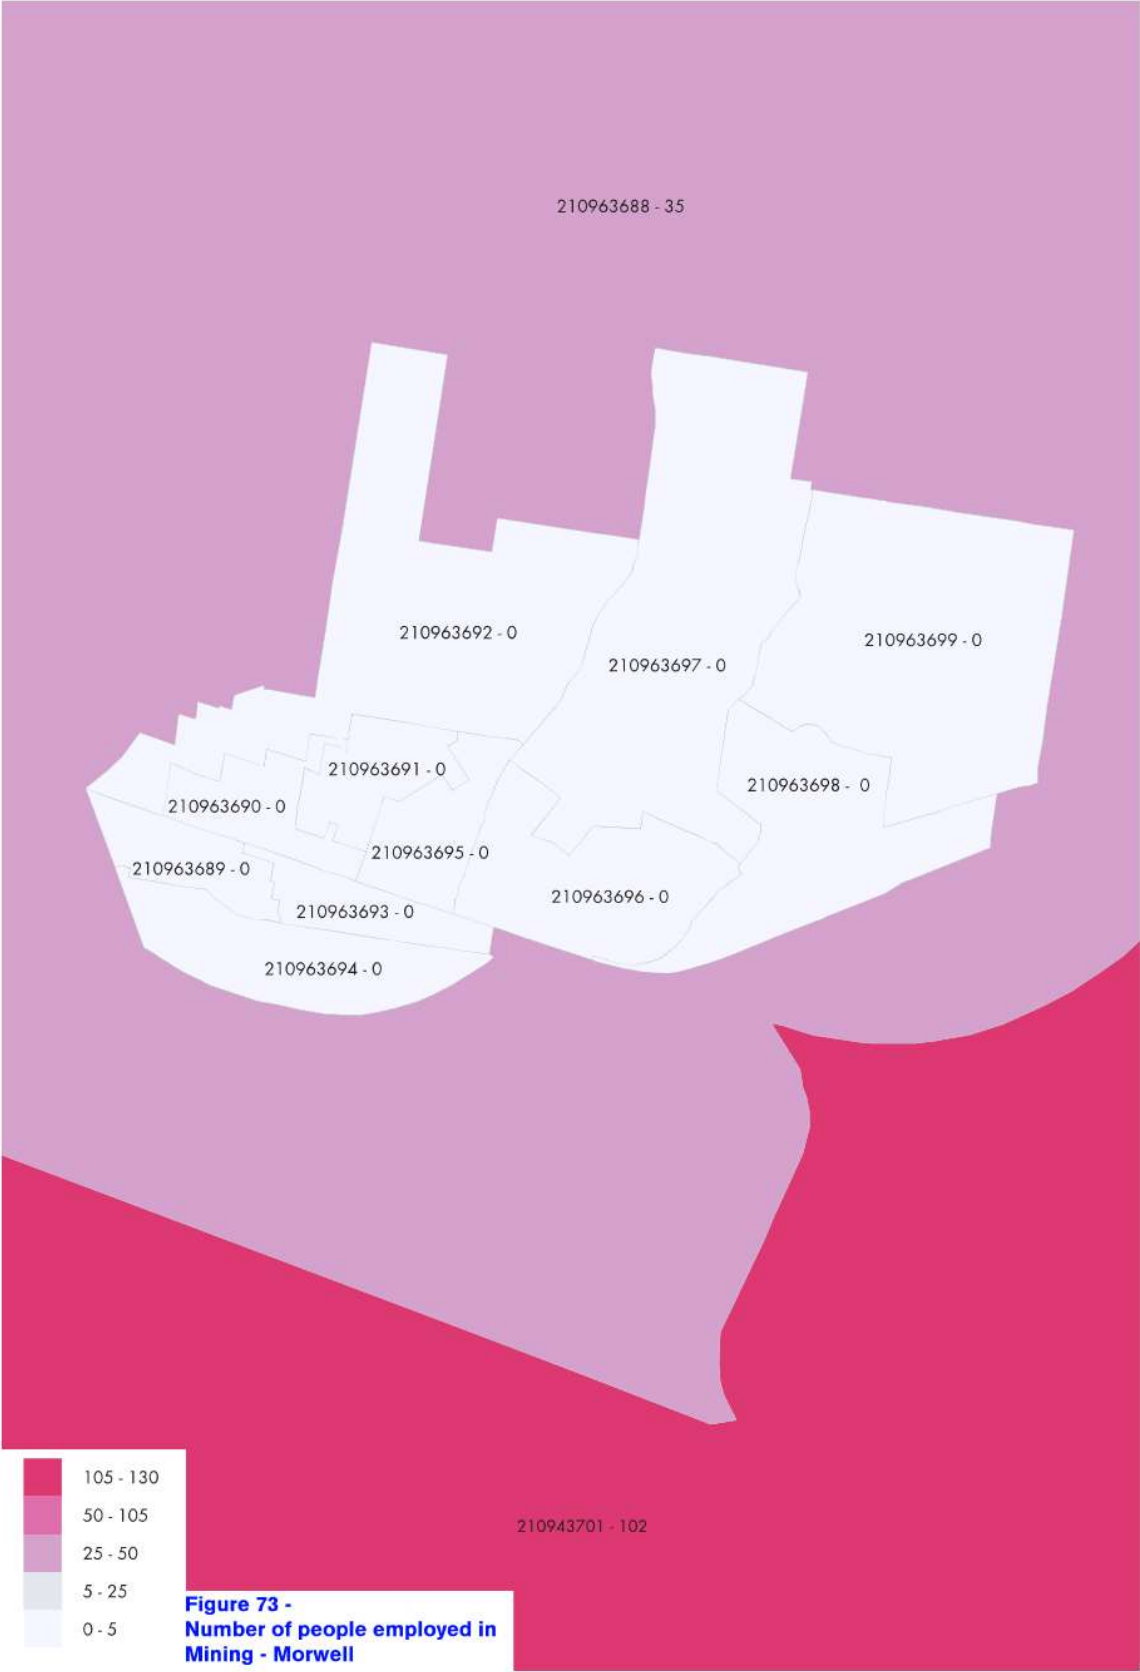 210963688 - 35
210963692 - 0
210963697 - 0
210963699 - 0
210963691 - 0
210963690 - 0
210963698 -  0
210963695 - 0
210963689 - 0
210963696 - 0
210963693 - 0
210963694 - 0
105 - 130
50 - 105
25 - 50
5 - 25
0 - 5
210943701 - 102
Figure 73 -
Number of people employed in
Mining - Morwell